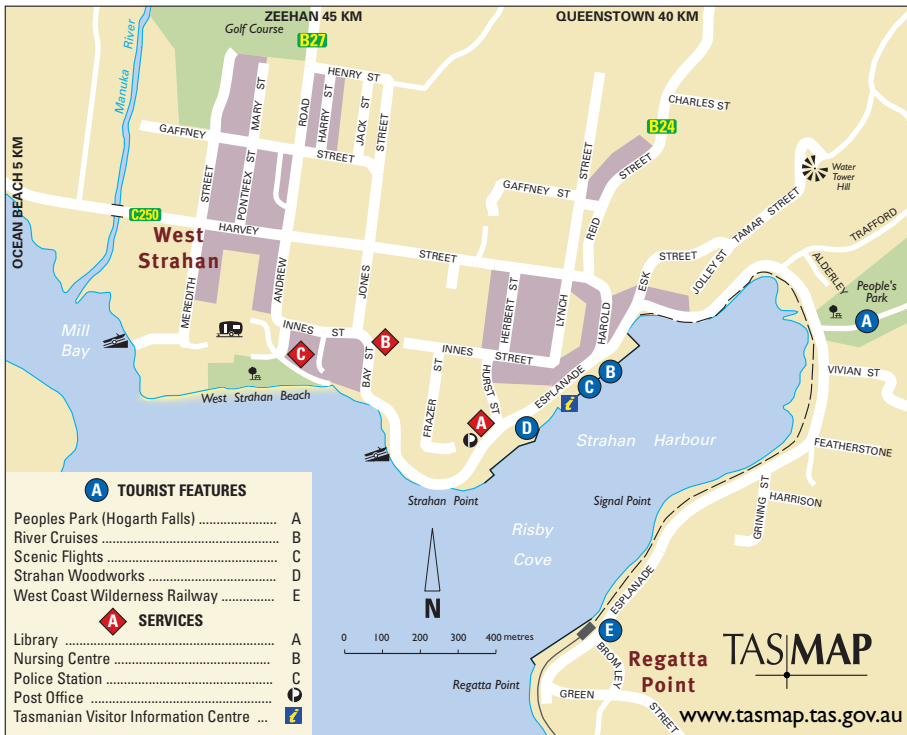 ZEEHAN 45 KM
QUEENSTOWN 40 KM
Golf Course
B27
Manuka River
HENRY ST
MARY ST
ROAD
HARRY ST
JACK ST
STREET
CHARLES ST
B24
GAFFNEY
STREET
STREET
STREET
PONTIFEX ST
GAFFNEY ST
STREET
REID
Water
Tower
Hill
OCEAN BEACH 5 KM
C250
HARVEY
STREET
West
Strahan
ANDREW
JONES
MEREDITH
HERBERT ST
LYNCH
HAROLD
ESK
STREET
JOLLEY ST
TAMAR STREET
TRAFFORD
ALDERLEY
People's
Park
A
Mill
Bay
INNES ST
C
B
BAY ST
INNES STREET
FRAZER ST
HURST ST
ESPLANADE
B
C
i
D
A
VIVIAN ST
West Strahan Beach
Strahan Harbour
FEATHERSTONE
GRINING ST
HARRISON
Strahan Point
Signal Point
Risby
Cove
ESPLANADE
N
0 100 200 400 metres
E
BROMLEY
Regatta
Point
Regatta Point
GREEN
STREET
A TOURIST FEATURES
Peoples Park (Hogarth Falls) ...................... A
River Cruises ................................................ B
Scenic Flights ............................................... C
Strahan Woodworks .................................... D
West Coast Wilderness Railway ............... E
A SERVICES
Library .......................................................... A
Nursing Centre ............................................. B
Police Station ............................................... C
Post Office ....................................................
Tasmanian Visitor Information Centre ... i
TASMAP
www.tasmap.tas.gov.au